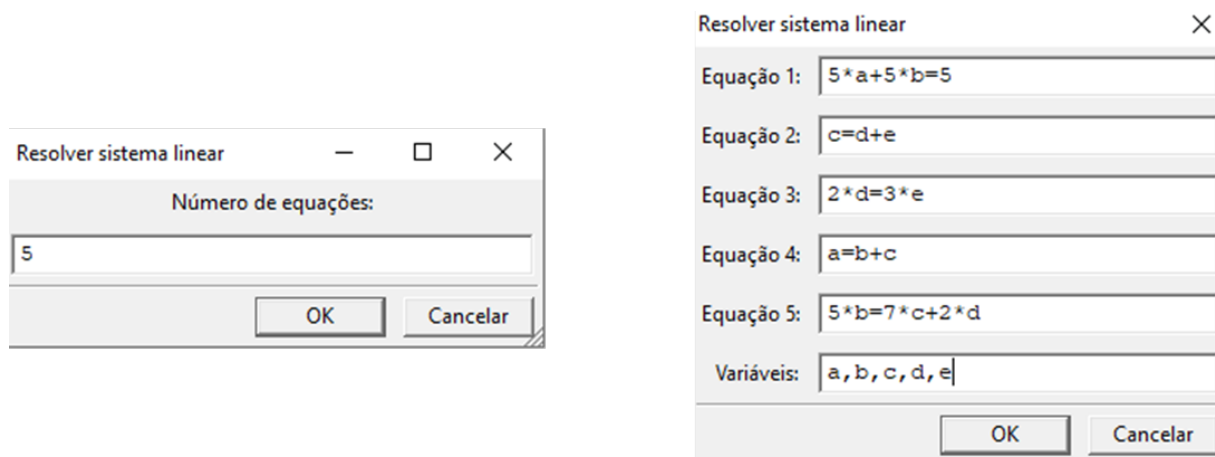 Resolver sistema linear
Número de equações:
5
OK Cancelar
Resolver sistema linear
Equação 1: 5*a+5*b=5
Equação 2: c=d+e
Equação 3: 2*d=3*e
Equação 4: a=b+c
Equação 5: 5*b=7*c+2*d
Variáveis: a,b,c,d,e
OK Cancelar